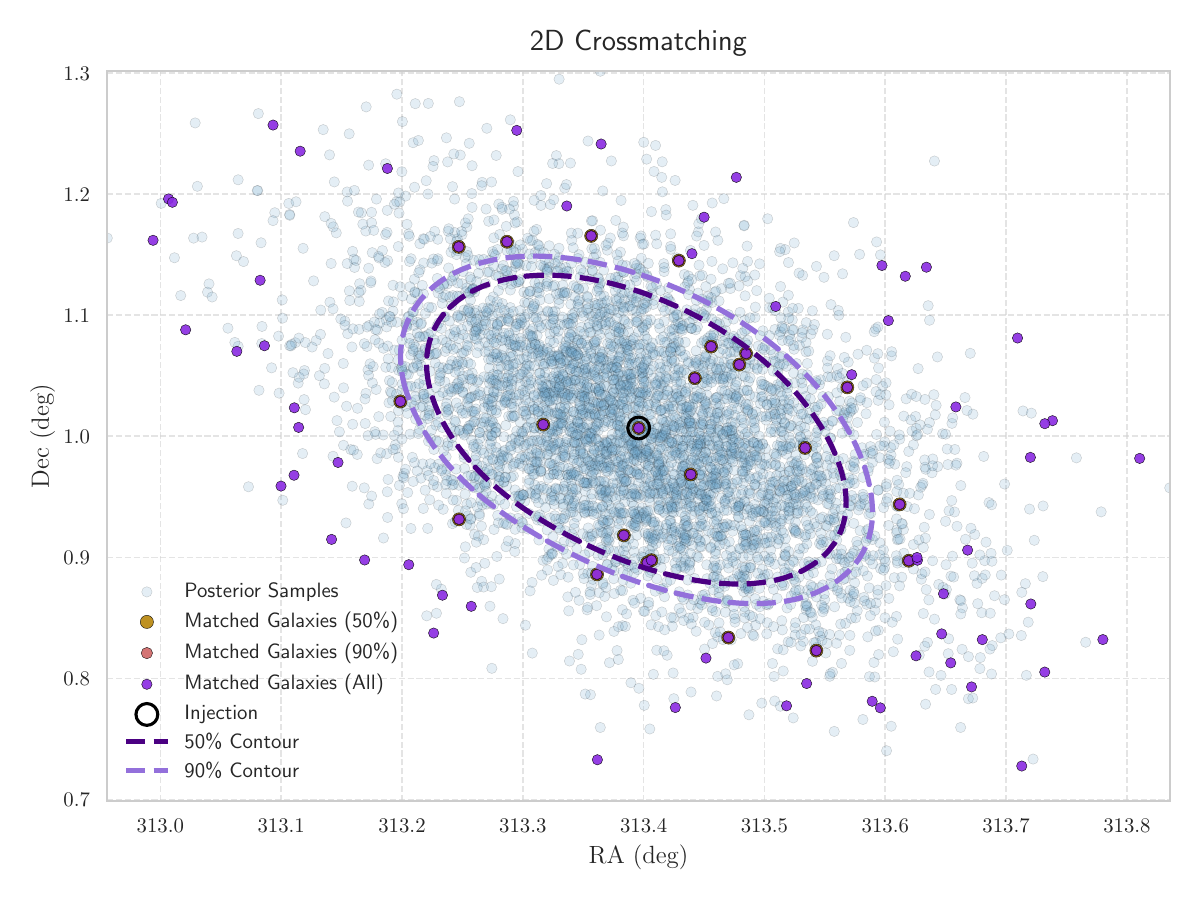 2D Crossmatching
1.3
1.2
1.1
1.0
0.9
0.8
0.7
Dec (deg)
Posterior Samples
Matched Galaxies (50%)
Matched Galaxies (90%)
Matched Galaxies (All)
Injection
50% Contour
90% Contour
313.0 313.1 313.2 313.3 313.4 313.5 313.6 313.7 313.8
RA (deg)